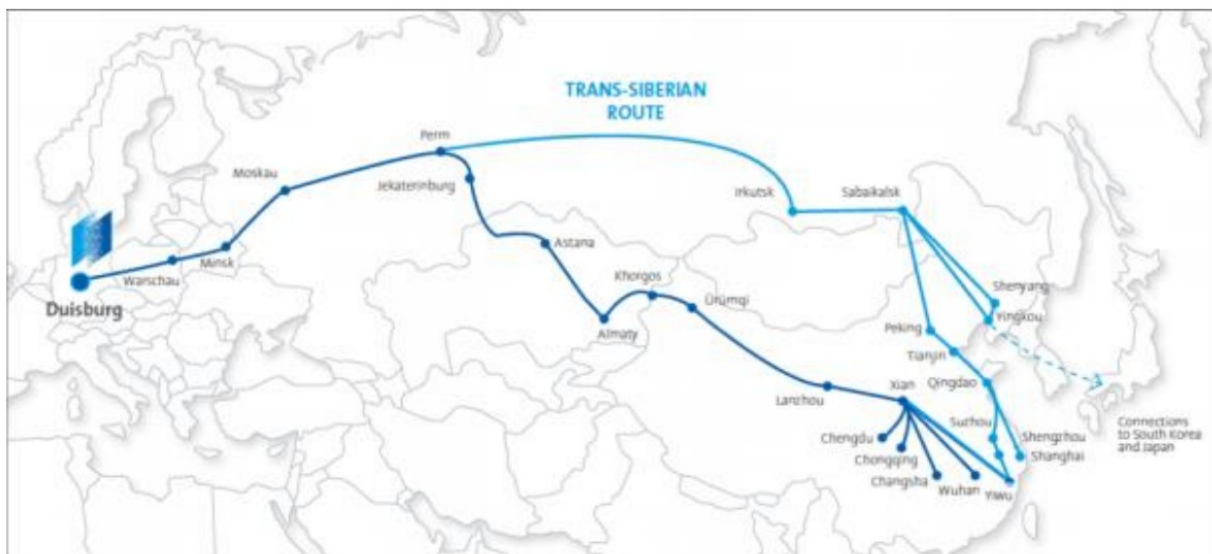 TRANS-SIBERIAN
ROUTE
Perm
Moskau
Jekaterinburg
Irkutsk
Sabaikalsk
Minsk
Astana
Warschau
Khorgos
Duisburg
Ürümqi
Shenyang
Yingkou
Almaty
Peking
Tianjin
Xian
Qingdao
Lanzhou
Suzhou
Connections
to South Korea
and Japan
Chengdu
Shengzhou
Chongqing
Shanghai
Changsha
Wuhan
Yiwu